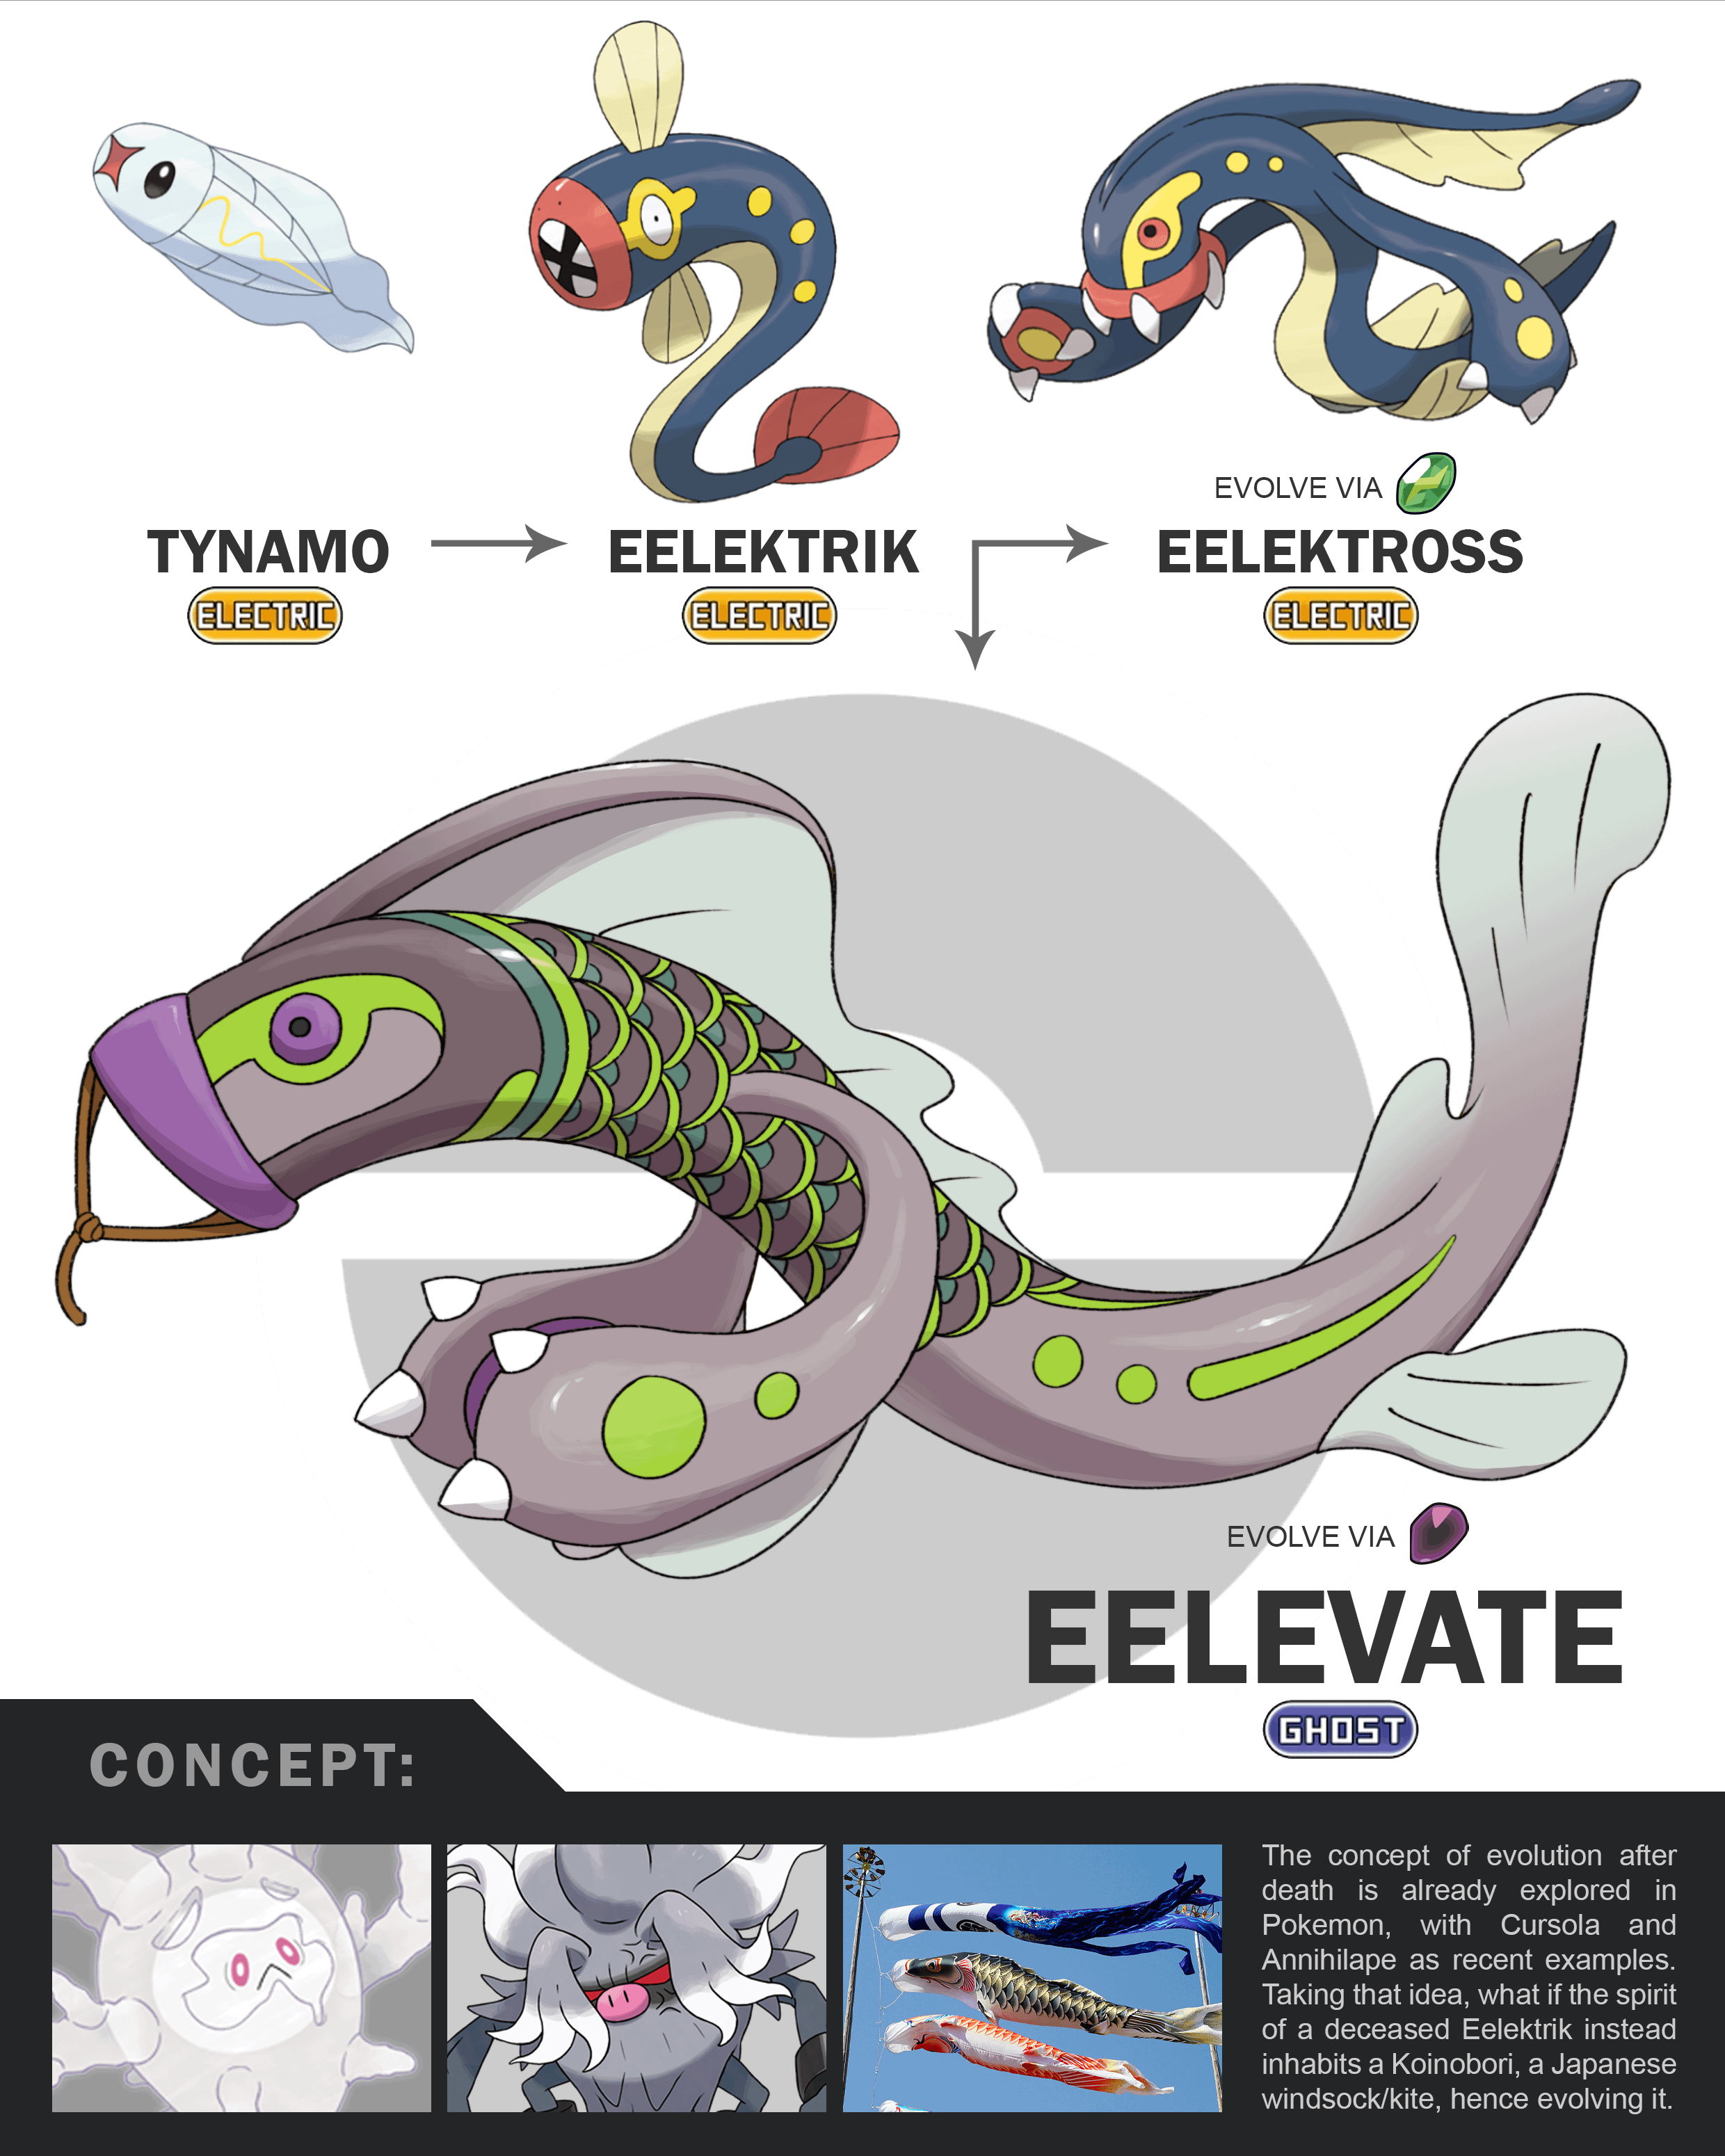 EVOLVE VIA
TYNAMO
EELEKTRIK
EELEKTROSS
ELECTRIC
ELECTRIC
ELECTRIC
EVOLVE VIA
EELEVATE
GHOST
CONCEPT:
The concept of evolution after
death is already explored in
Pokemon, with Cursola and
Annihilape as recent examples.
Taking that idea, what if the spirit
of a deceased Eelektrik instead
inhabits a Koinobori, a Japanese
windsock/kite, hence evolving it.